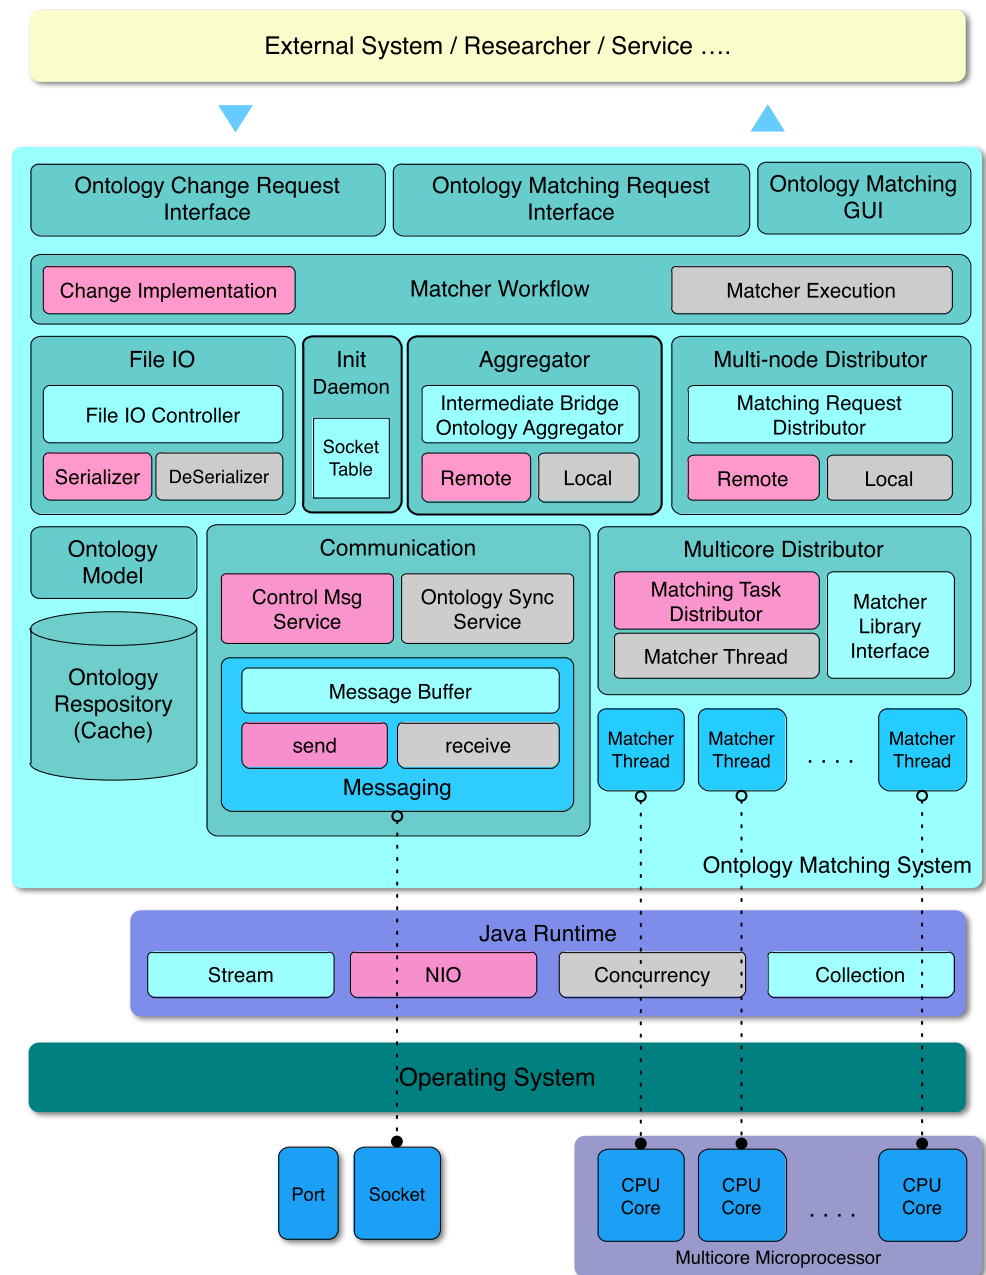 External System / Researcher / Service ....
Ontology Change Request
Interface
Ontology Matching Request
Interface
Ontology Matching
GUI
Change Implementation
Matcher Workflow
Matcher Execution
File IO
File IO Controller
Serializer
DeSerializer
Init
Daemon
Socket
Table
Aggregator
Intermediate Bridge
Ontology Aggregator
Remote
Local
Multi-node Distributor
Matching Request
Distributor
Remote
Local
Ontology
Model
Ontology
Respository
(Cache)
Communication
Control Msg
Service
Ontology Sync
Service
Message Buffer
send
receive
Messaging
Multicore Distributor
Matching Task
Distributor
Matcher Thread
Matcher
Library
Interface
Matcher
Thread
Matcher
Thread
. . . .
Matcher
Thread
Ontology Matching System
Java Runtime
Stream
NIO
Concurrency
Collection
Operating System
Port
Socket
CPU
Core
CPU
Core
. . . .
CPU
Core
Multicore Microprocessor